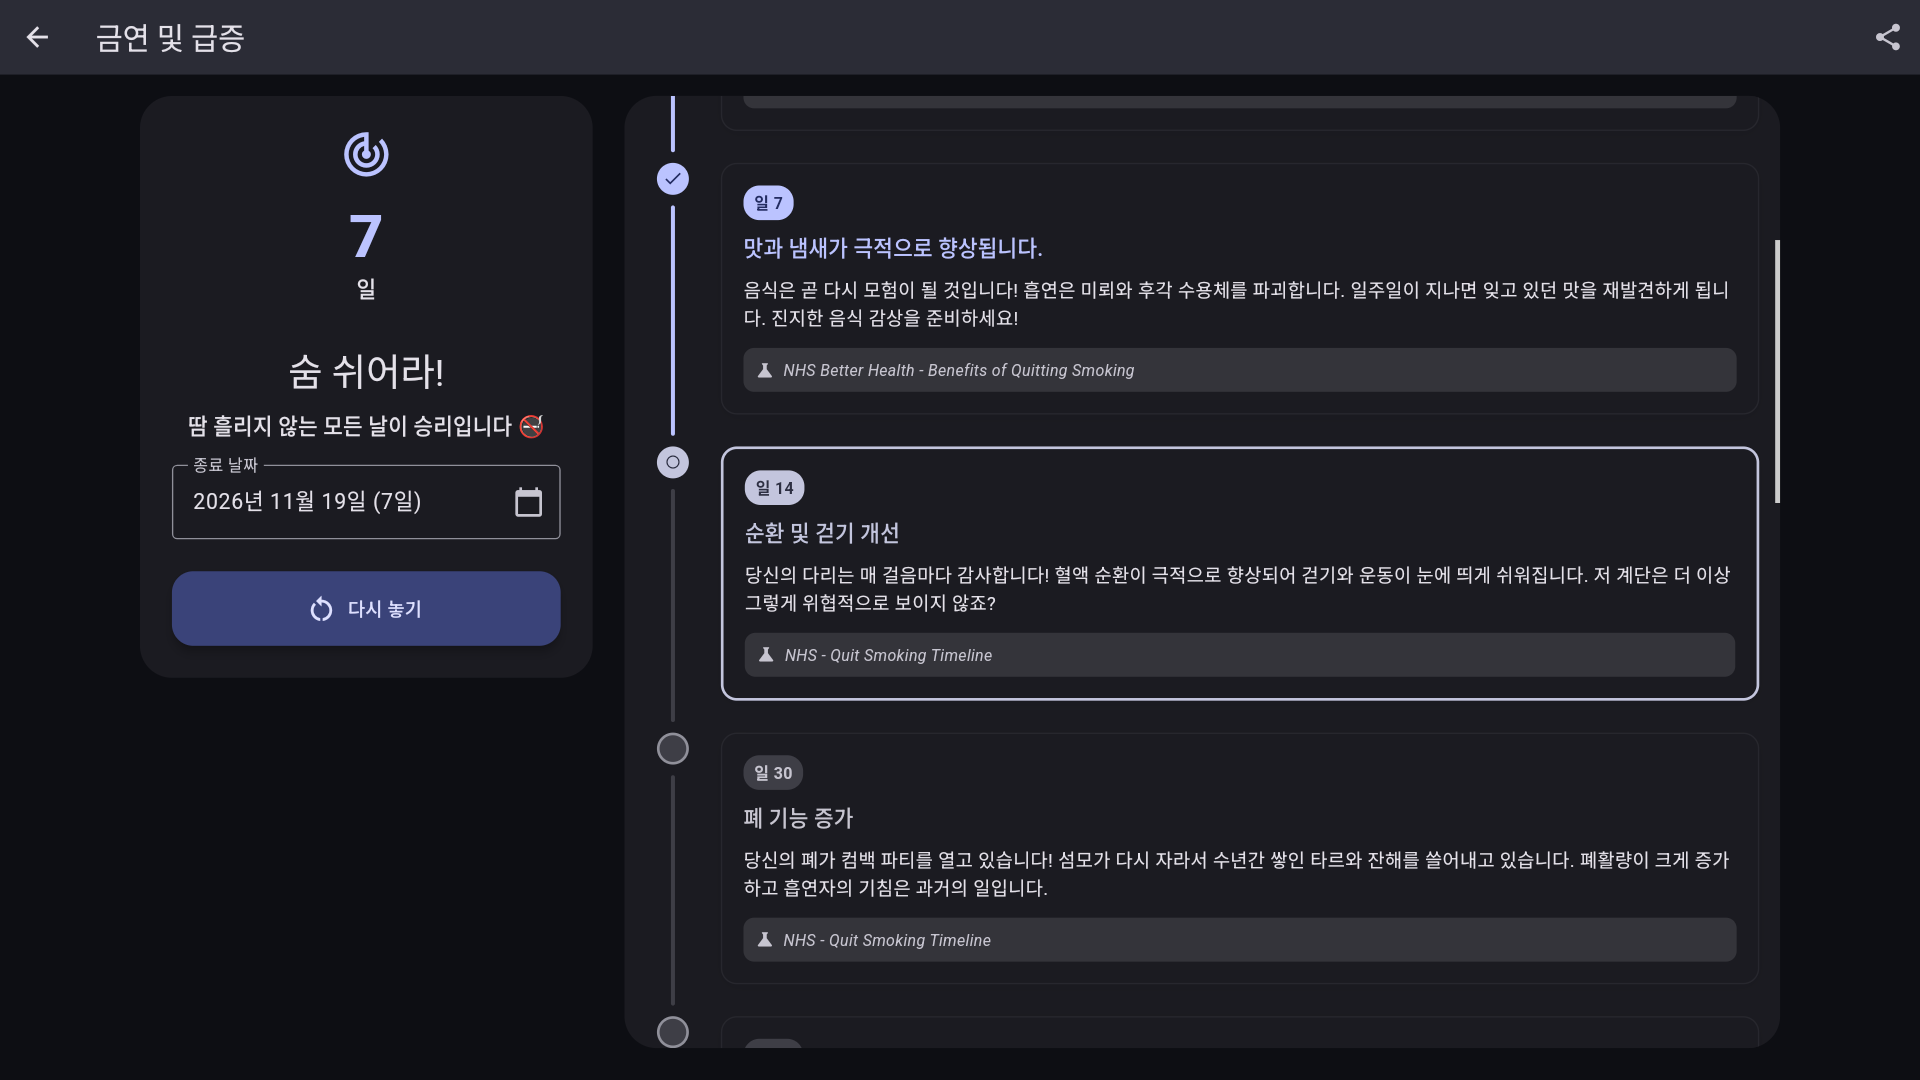 금연 및 급증
7
일
숨 쉬어라!
땀 흘리지 않는 모든 날이 승리입니다 🚭
종료 날짜
2026년 11월 19일 (7일)
다시 놓기
일 7
맛과 냄새가 극적으로 향상됩니다.
음식은 곧 다시 모험이 될 것입니다! 흡연은 미뢰와 후각 수용체를 파괴합니다. 일주일이 지나면 잊고 있던 맛을 재발견하게 됩니
다. 진지한 음식 감상을 준비하세요!
NHS Better Health - Benefits of Quitting Smoking
일 14
순환 및 걷기 개선
당신의 다리는 매 걸음마다 감사합니다! 혈액 순환이 극적으로 향상되어 걷기와 운동이 눈에 띄게 쉬워집니다. 저 계단은 더 이상
그렇게 위협적으로 보이지 않죠?
NHS - Quit Smoking Timeline
일 30
폐 기능 증가
당신의 폐가 컴백 파티를 열고 있습니다! 섬모가 다시 자라서 수년간 쌓인 타르와 잔해를 쓸어내고 있습니다. 폐활량이 크게 증가
하고 흡연자의 기침은 과거의 일입니다.
NHS - Quit Smoking Timeline